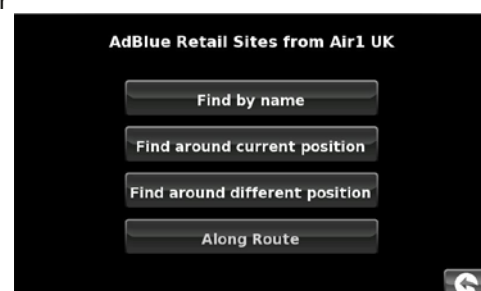 r
AdBlue Retail Sites from Air1 UK
Find by name
Find around current position
Find around different position
Along Route